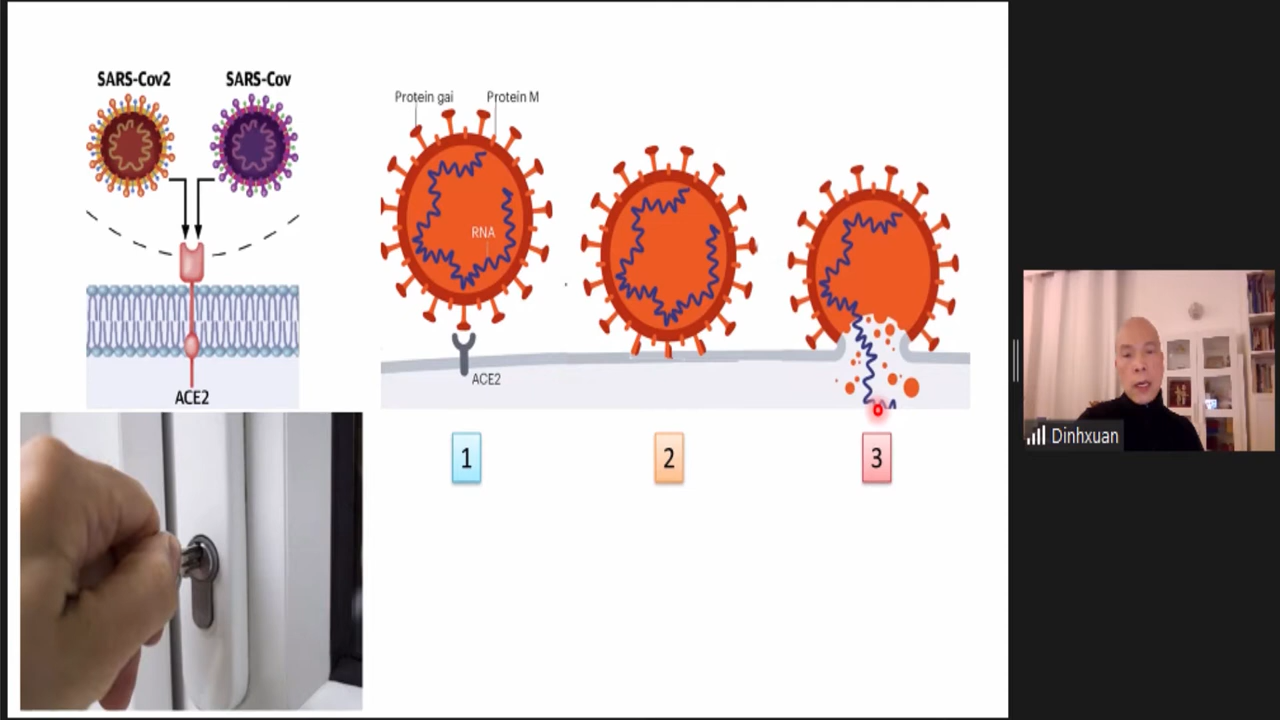 SARS-Cov2
SARS-Cov
ACE2
Protein gai
Protein M
RNA
ACE2
1
2
3
Dinhxuan